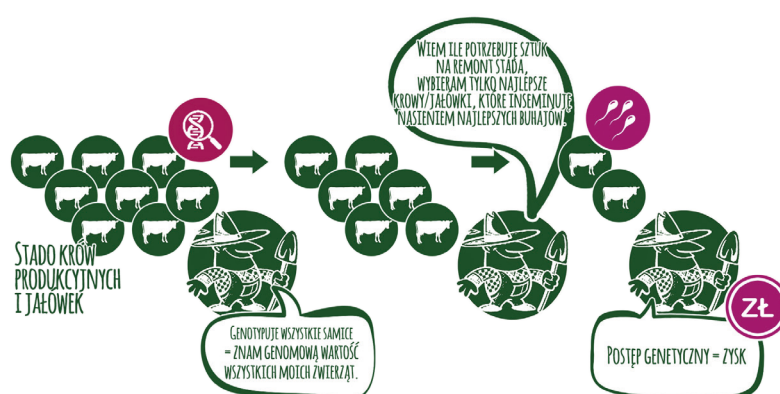 WIEM ILE POTRZEBUJĘ SZTUK
NA REMONT STADA,
WYBIERAM TYLKO NAJLEPSZE
KROWY/JAŁÓWKI, KTÓRE INSEMINUJĘ
NASIENIEM NAJLEPSZYCH BUHAJÓW.
STADO KRÓW
PRODUKCYJNYCH
I JAŁÓWEK
GENOTYPUJE WSZYSTKIE SAMICE
= ZNAM GENOMOWĄ WARTOŚĆ
WSZYSTKICH MOICH ZWIERZĄT.
ZŁ
POSTĘP GENETYCZNY = ZYSK